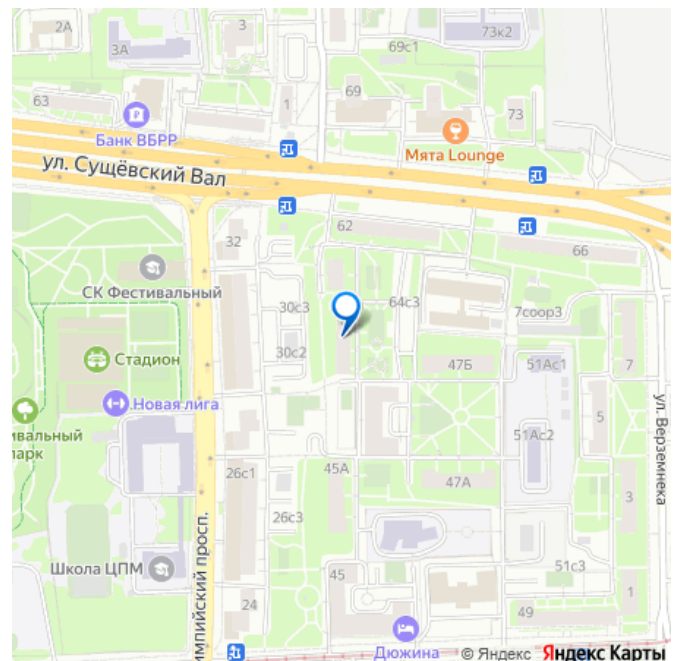 2А
3
3А
69с1
73к2
63
1
69
73
Банк ВБРР
Мята Lounge
ул. Сущёвский Вал
62
32
66
СК Фестивальный
30с3
64с3
7соор3
30с2
Стадион
47Б
51Ас1
7
Новая лига
5
ивальный
парк
51Ас2
ул. Верземнека
26с1
45А
47А
3
26с3
импийский просп.
Школа ЦПМ
45
51с3
1
24
49
Дюжина
© Яндекс Яндекс Карты